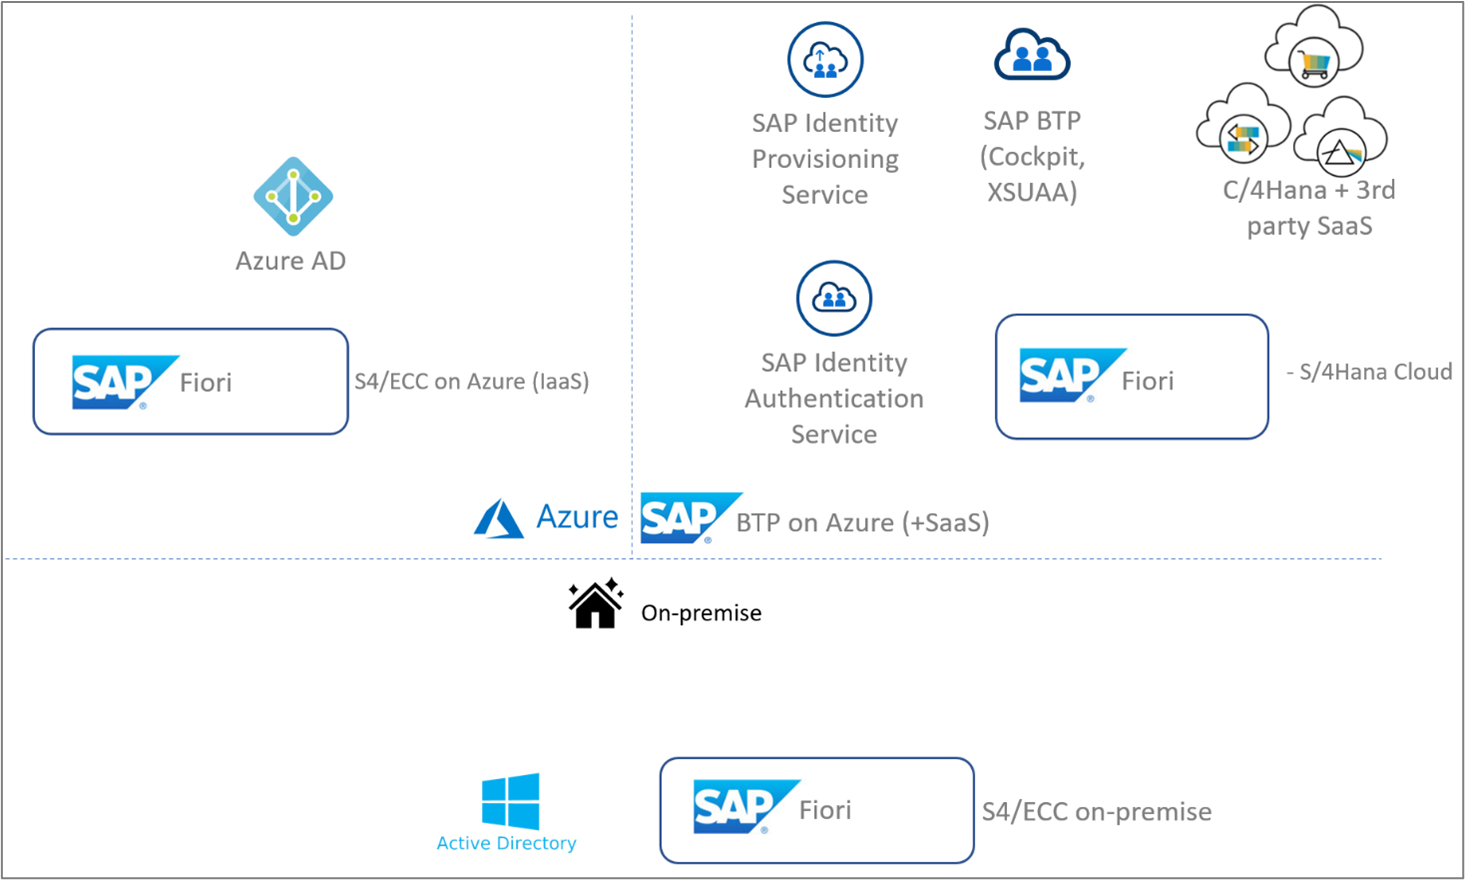 SAP Identity
Provisioning
Service
SAP BTP
(Cockpit,
XSUAA)
C/4Hana + 3rd
party SaaS
Azure AD
SAP® Fiori
S4/ECC on Azure (IaaS)
SAP Identity
Authentication
Service
SAP® Fiori
- S/4Hana Cloud
Azure
SAP® BTP on Azure (+SaaS)
On-premise
Active Directory
SAP® Fiori
S4/ECC on-premise